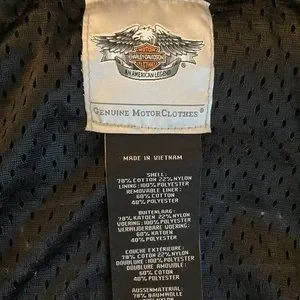 MOTOR
HARLEY-DAVIDSON
CLOTHES
AN AMERICAN LEGEND
GENUINE MOTORCLOTHES®
MADE IN VIETNAM
SHELL:
78% COTTON 22% NYLON
LINING: 100% POLYESTER
REMOVABLE LINER:
60% COTTON
40% POLYESTER
BUITENLAAG:
78% KATOEN 22% NYLON
VOERING: 100% POLYESTER
VERWIJDERBARE VOERING:
60% KATOEN
40% POLYESTER
COUCHE EXTÉRIEURE:
78% COTON 22% NYLON
DOUBLURE: 100% POLYESTER
DOUBLURE AMOVIBLE:
60% COTON
40% POLYESTER
AUSSENMATERIAL:
78% BAUMWOLLE